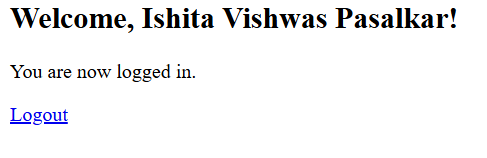 Welcome, Ishita Vishwas Pasalkar!
You are now logged in.
Logout